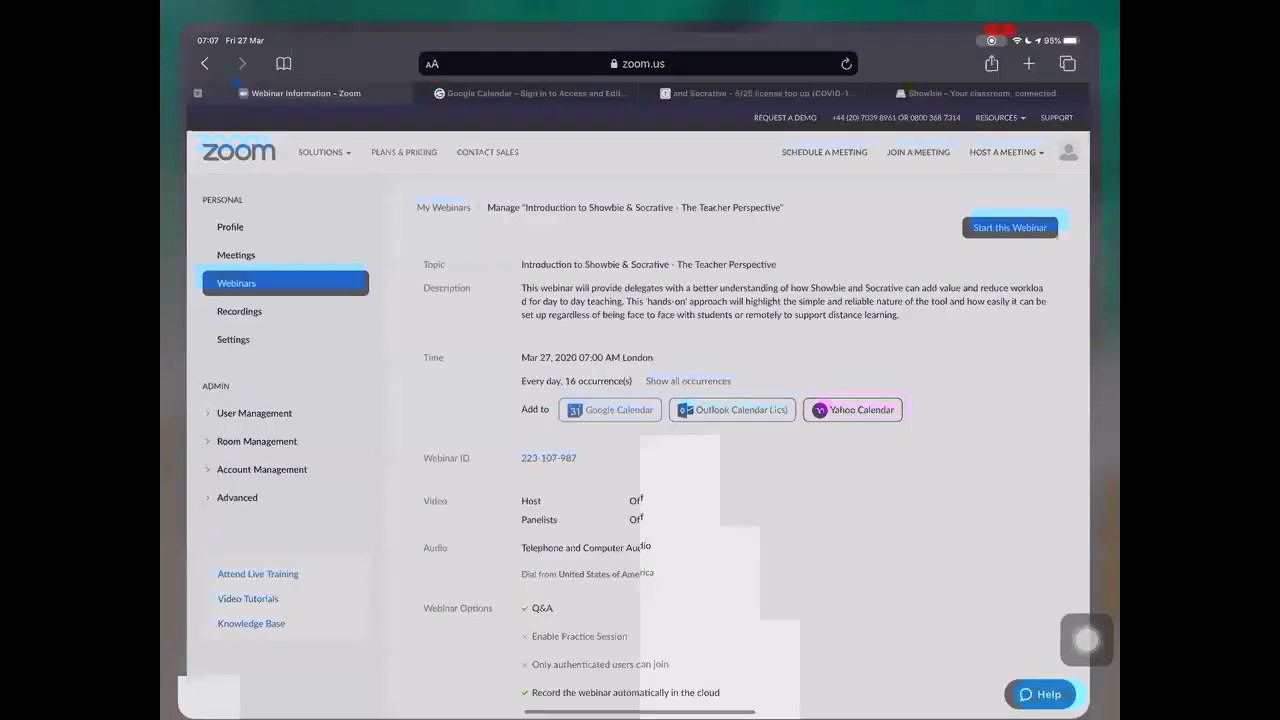 07:07 Fri 27 Mar
95%
AA zoom.us
Webinar Information - Zoom
Google Calendar – Sign in to Access and Edit...
and Socrative - 5/25 license top up (COVID-1...
Showbie – Your classroom, connected.
REQUEST A DEMO +44 (20) 7039 8961 OR 0800 368 7314 RESOURCES SUPPORT
zoom SOLUTIONS PLANS & PRICING CONTACT SALES SCHEDULE A MEETING JOIN A MEETING HOST A MEETING
PERSONAL
Profile
Meetings
Webinars
Recordings
Settings
ADMIN
User Management
Room Management
Account Management
Advanced
Attend Live Training
Video Tutorials
Knowledge Base
My Webinars > Manage "Introduction to Showbie & Socrative - The Teacher Perspective"
Start this Webinar
Topic Introduction to Showbie & Socrative - The Teacher Perspective
Description This webinar will provide delegates with a better understanding of how Showbie and Socrative can add value and reduce workloa
d for day to day teaching. This 'hands-on' approach will highlight the simple and reliable nature of the tool and how easily it can be
set up regardless of being face to face with students or remotely to support distance learning.
Time Mar 27, 2020 07:00 AM London
Every day, 16 occurrence(s) Show all occurrences
Add to 31 Google Calendar Outlook Calendar (.ics) Yahoo Calendar
Webinar ID 223-107-987
Video Host Off
Panelists Off
Audio Telephone and Computer Audio
Dial from United States of America
Webinar Options Q&A
Enable Practice Session
Only authenticated users can join
Record the webinar automatically in the cloud
Help